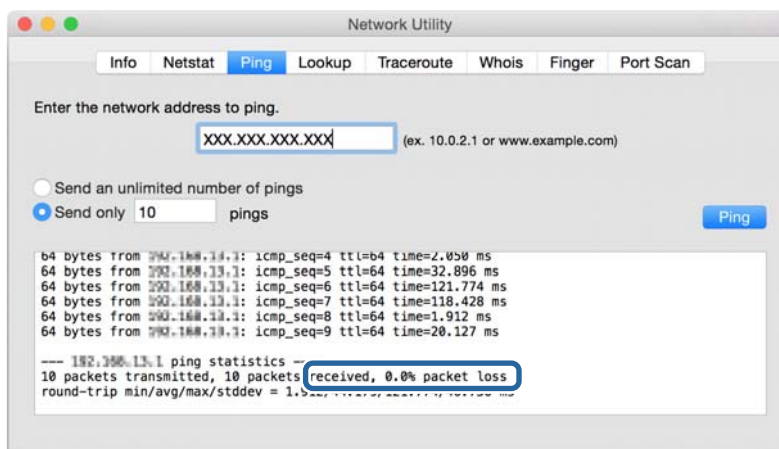 Network Utility
Info Netstat Ping Lookup Traceroute Whois Finger Port Scan
Enter the network address to ping.
XXX.XXX.XXX.XXX (ex. 10.0.2.1 or www.example.com)
Send an unlimited number of pings
Send only 10 pings
Ping
64 bytes from icmp_seq=4 ttl=64 time=2.050 ms
64 bytes from icmp_seq=5 ttl=64 time=32.896 ms
64 bytes from icmp_seq=6 ttl=64 time=121.774 ms
64 bytes from icmp_seq=7 ttl=64 time=118.428 ms
64 bytes from icmp_seq=8 ttl=64 time=1.912 ms
64 bytes from icmp_seq=9 ttl=64 time=20.127 ms
--- ping statistics
10 packets transmitted, 10 packets received, 0.0% packet loss
round-trip min/avg/max/stddev = ms